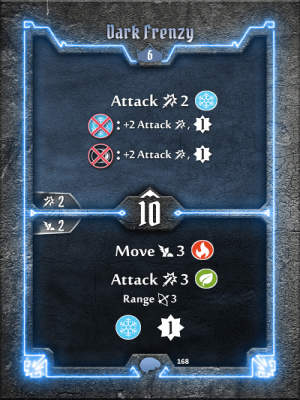 Dark Frenzy
6
Attack 2
: +2 Attack , 1
: +2 Attack , 1
2
10
2
Move 3
Attack 3
Range 3
1
168